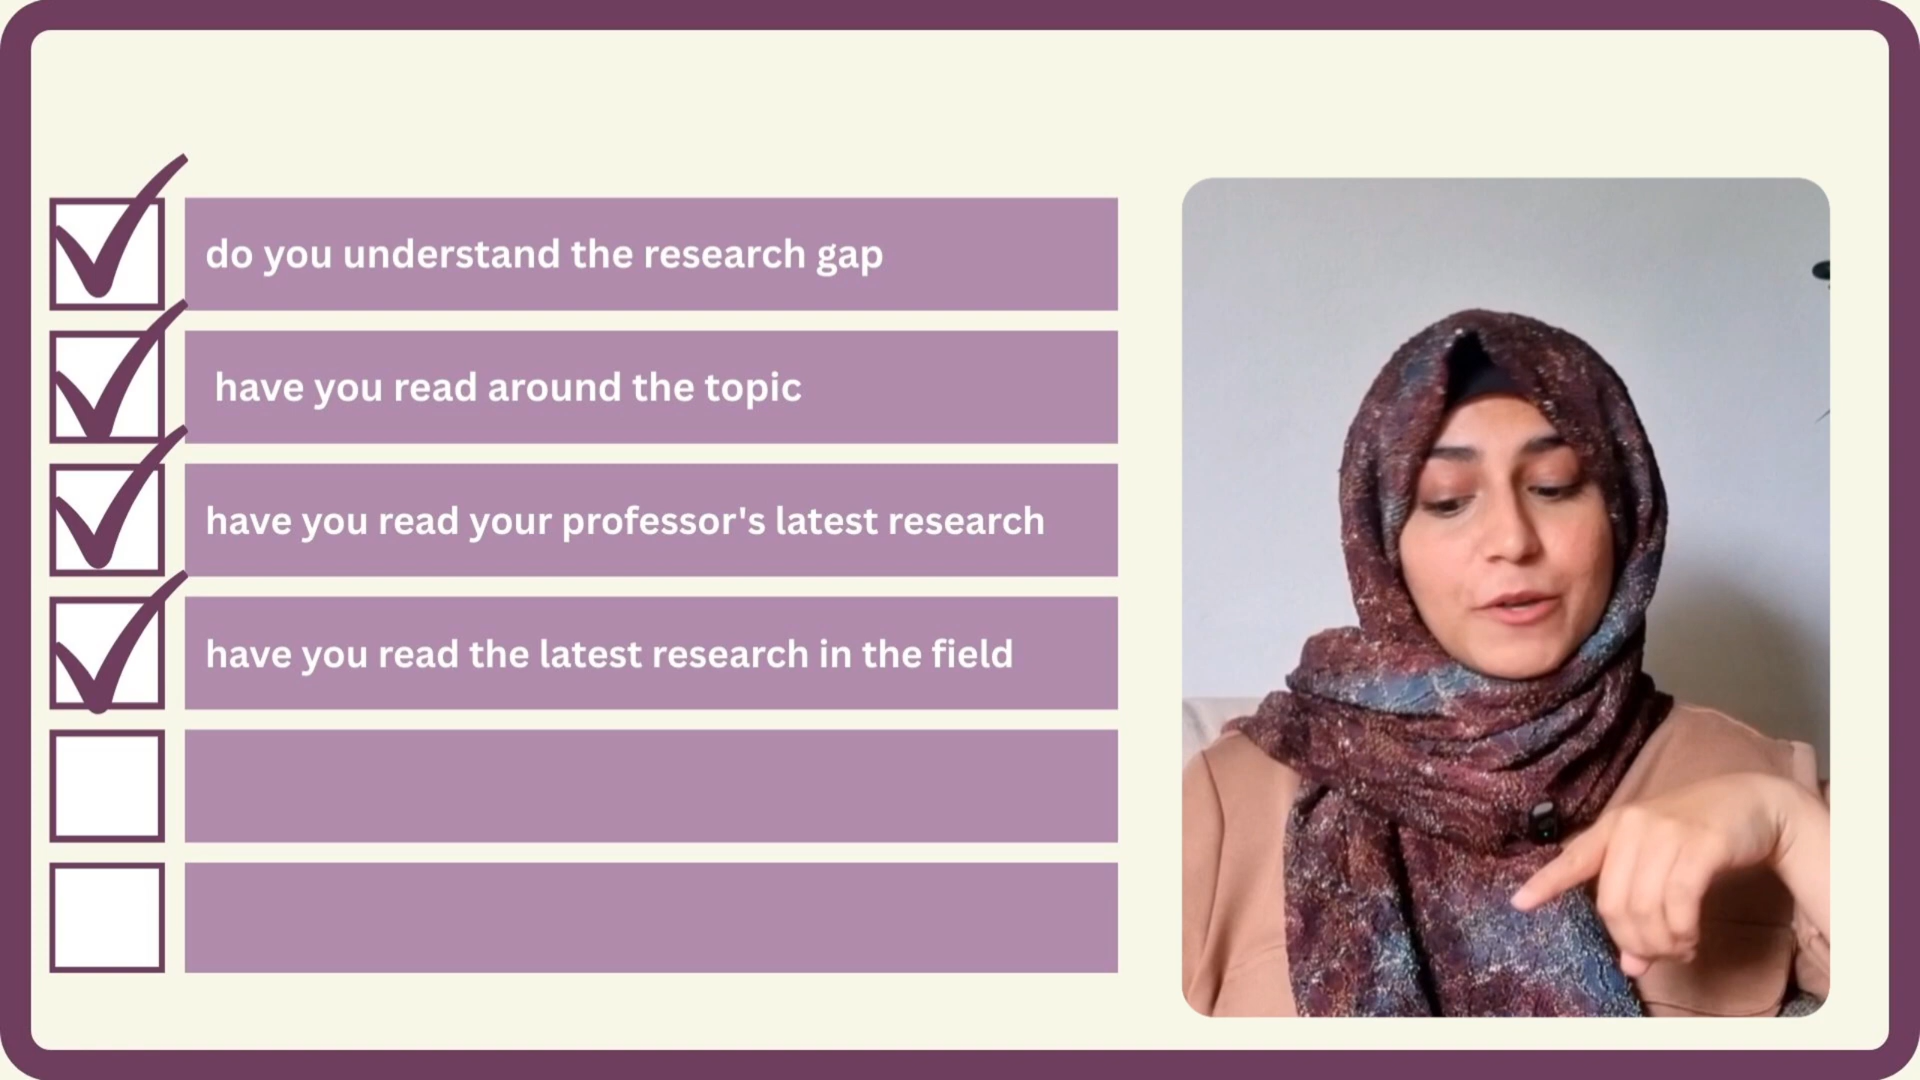 do you understand the research gap
have you read around the topic
have you read your professor's latest research
have you read the latest research in the field